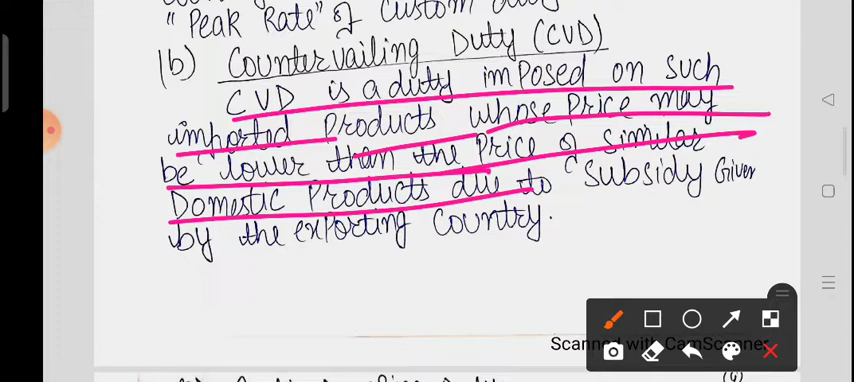 "Peak Rate" of Custom
(b) Countervailing Duty (CVD)
CVD is a duty imposed on such
imported Products whose Price may
be lower than the Price of similar
Domestic Products due to "Subsidy Given
by the exporting Country.
Scanned with CamScanner